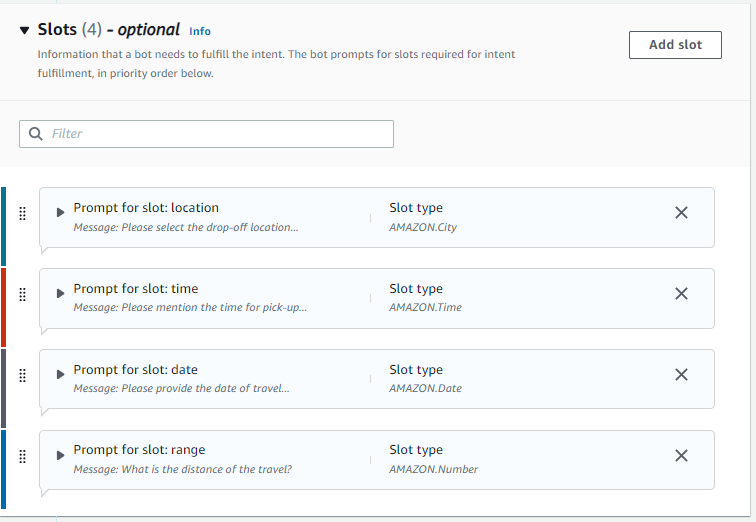 Slots (4) - optional Info
Add slot
Information that a bot needs to fulfill the intent. The bot prompts for slots required for intent
fulfillment, in priority order below.
Filter
Prompt for slot: location
Slot type
Message: Please select the drop-off location...
AMAZON.City
Prompt for slot: time
Slot type
Message: Please mention the time for pick-up...
AMAZON.Time
Prompt for slot: date
Slot type
Message: Please provide the date of travel...
AMAZON.Date
Prompt for slot: range
Slot type
Message: What is the distance of the travel?
AMAZON.Number